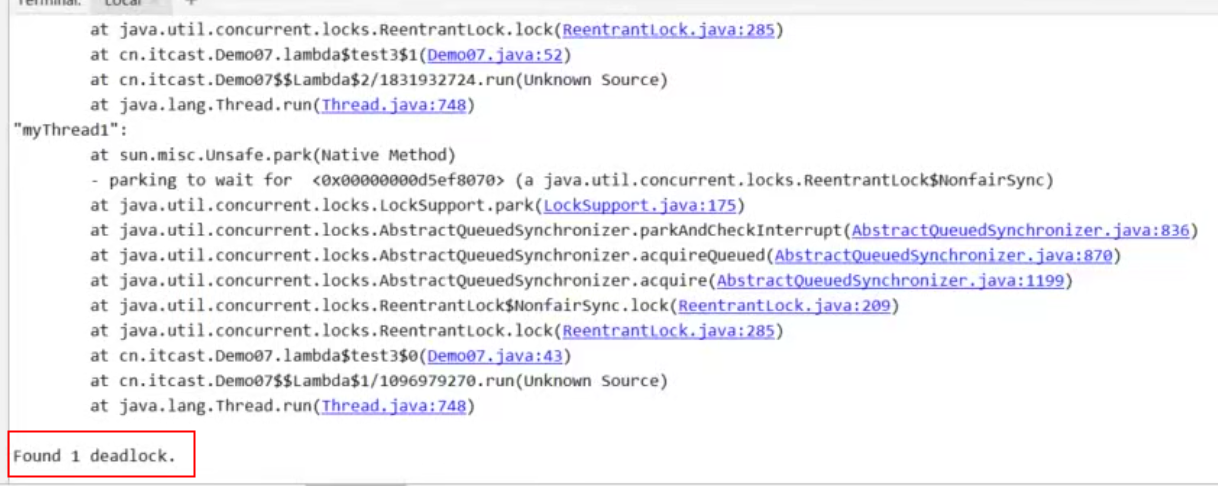 Terminal: Local × +
at java.util.concurrent.locks.ReentrantLock.lock(ReentrantLock.java:285)
at cn.itcast.Demo07.lambda$test3$1(Demo07.java:52)
at cn.itcast.Demo07$$Lambda$2/1831932724.run(Unknown Source)
at java.lang.Thread.run(Thread.java:748)
"myThread1":
at sun.misc.Unsafe.park(Native Method)
- parking to wait for  <0x00000000d5ef8070> (a java.util.concurrent.locks.ReentrantLock$NonfairSync)
at java.util.concurrent.locks.LockSupport.park(LockSupport.java:175)
at java.util.concurrent.locks.AbstractQueuedSynchronizer.parkAndCheckInterrupt(AbstractQueuedSynchronizer.java:836)
at java.util.concurrent.locks.AbstractQueuedSynchronizer.acquireQueued(AbstractQueuedSynchronizer.java:870)
at java.util.concurrent.locks.AbstractQueuedSynchronizer.acquire(AbstractQueuedSynchronizer.java:1199)
at java.util.concurrent.locks.ReentrantLock$NonfairSync.lock(ReentrantLock.java:209)
at java.util.concurrent.locks.ReentrantLock.lock(ReentrantLock.java:285)
at cn.itcast.Demo07.lambda$test3$0(Demo07.java:43)
at cn.itcast.Demo07$$Lambda$1/1096979270.run(Unknown Source)
at java.lang.Thread.run(Thread.java:748)
Found 1 deadlock.